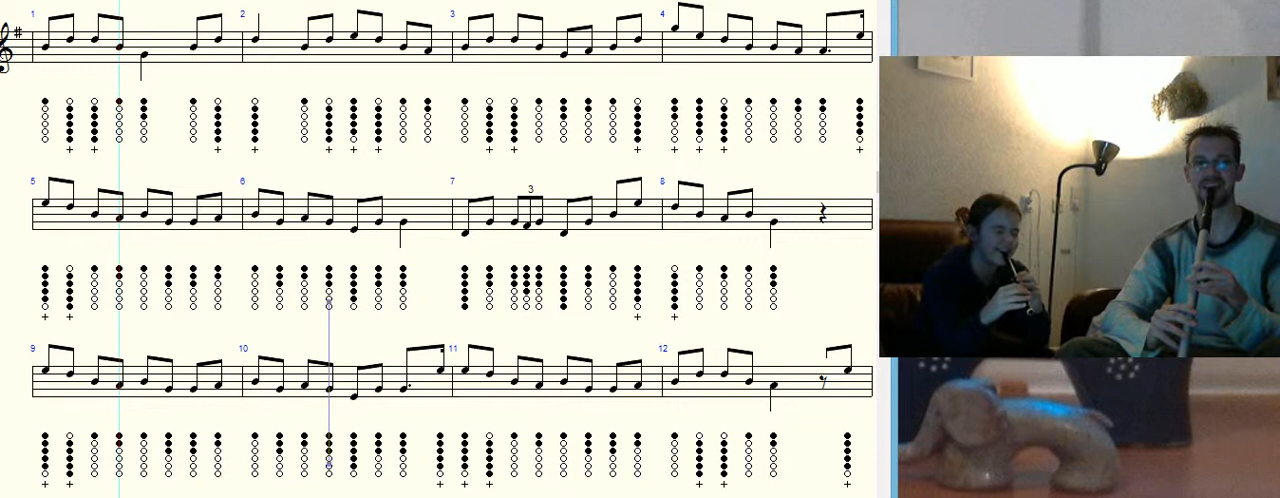 1 2 3 4
+ + + + + + + + + + + + +
5 6 7 3 8
+ + + +
9 10 11 12
+ + + + + + + +